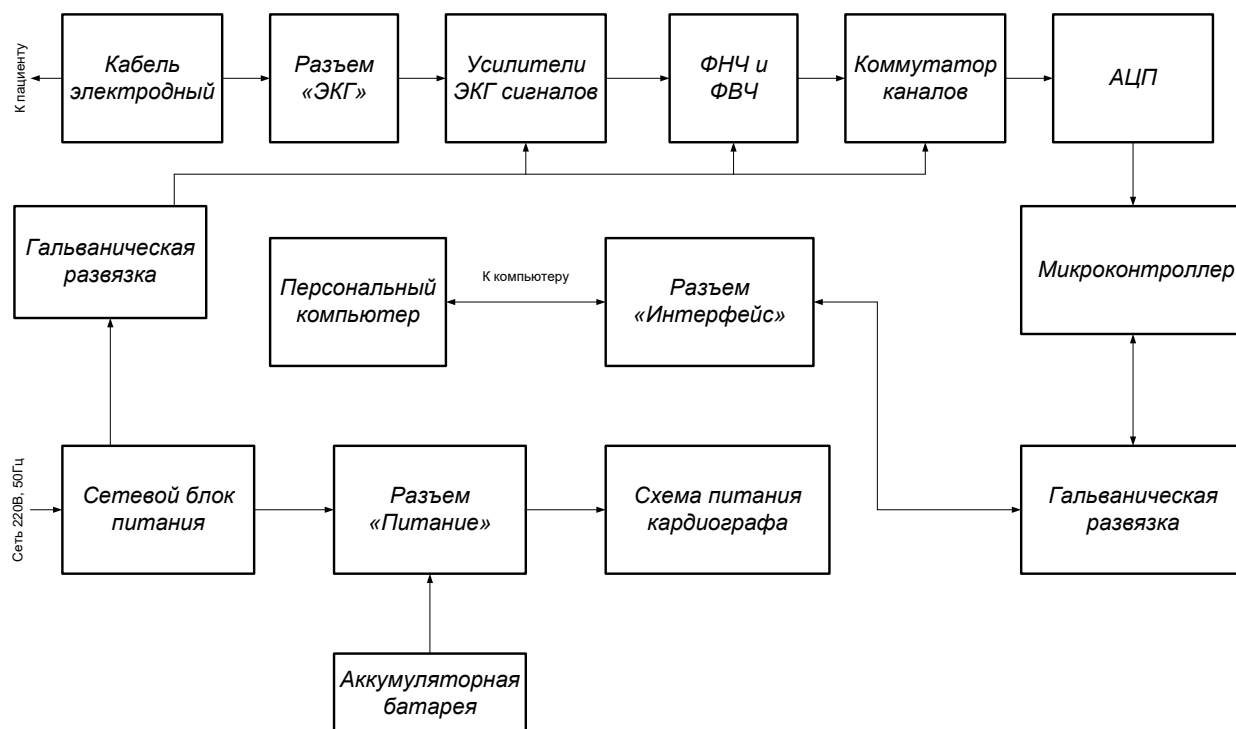 К пациенту
Кабель
электродный
Разъем
«ЭКГ»
Усилители
ЭКГ сигналов
ФНЧ и
ФВЧ
Коммутатор
каналов
АЦП
Гальваническая
развязка
Персональный
компьютер
К компьютеру
Разъем
«Интерфейс»
Микроконтроллер
Сеть 220В, 50Гц
Сетевой блок
питания
Разъем
«Питание»
Схема питания
кардиографа
Гальваническая
развязка
Аккумуляторная
батарея